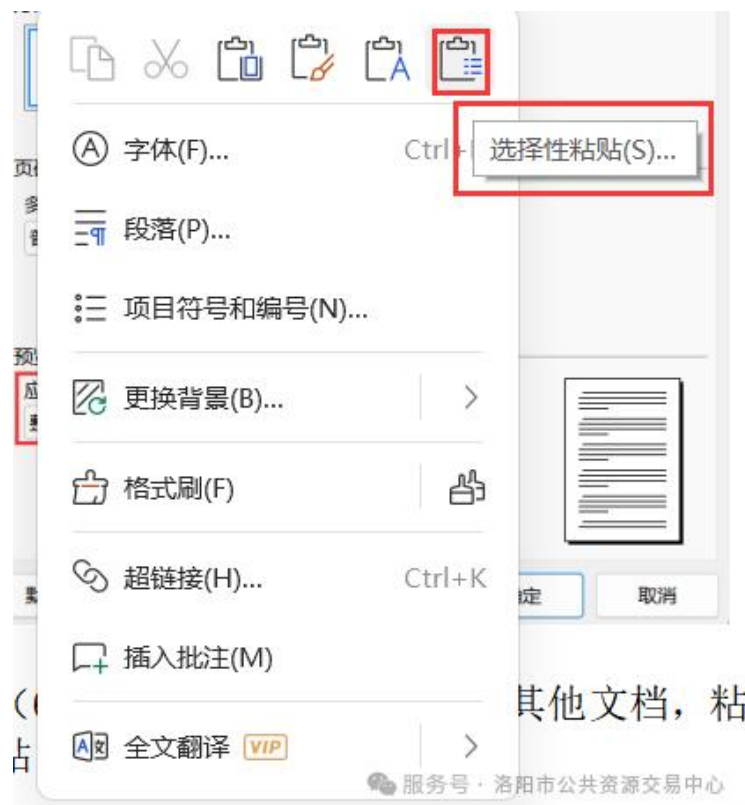 字体(F)... Ctrl+
选择性粘贴(S)...
段落(P)...
项目符号和编号(N)...
预
应
更换背景(B)...
格式刷(F)
超链接(H)... Ctrl+K
定 取消
插入批注(M)
其他文档，粘
全文翻译 VIP
服务号 · 洛阳市公共资源交易中心